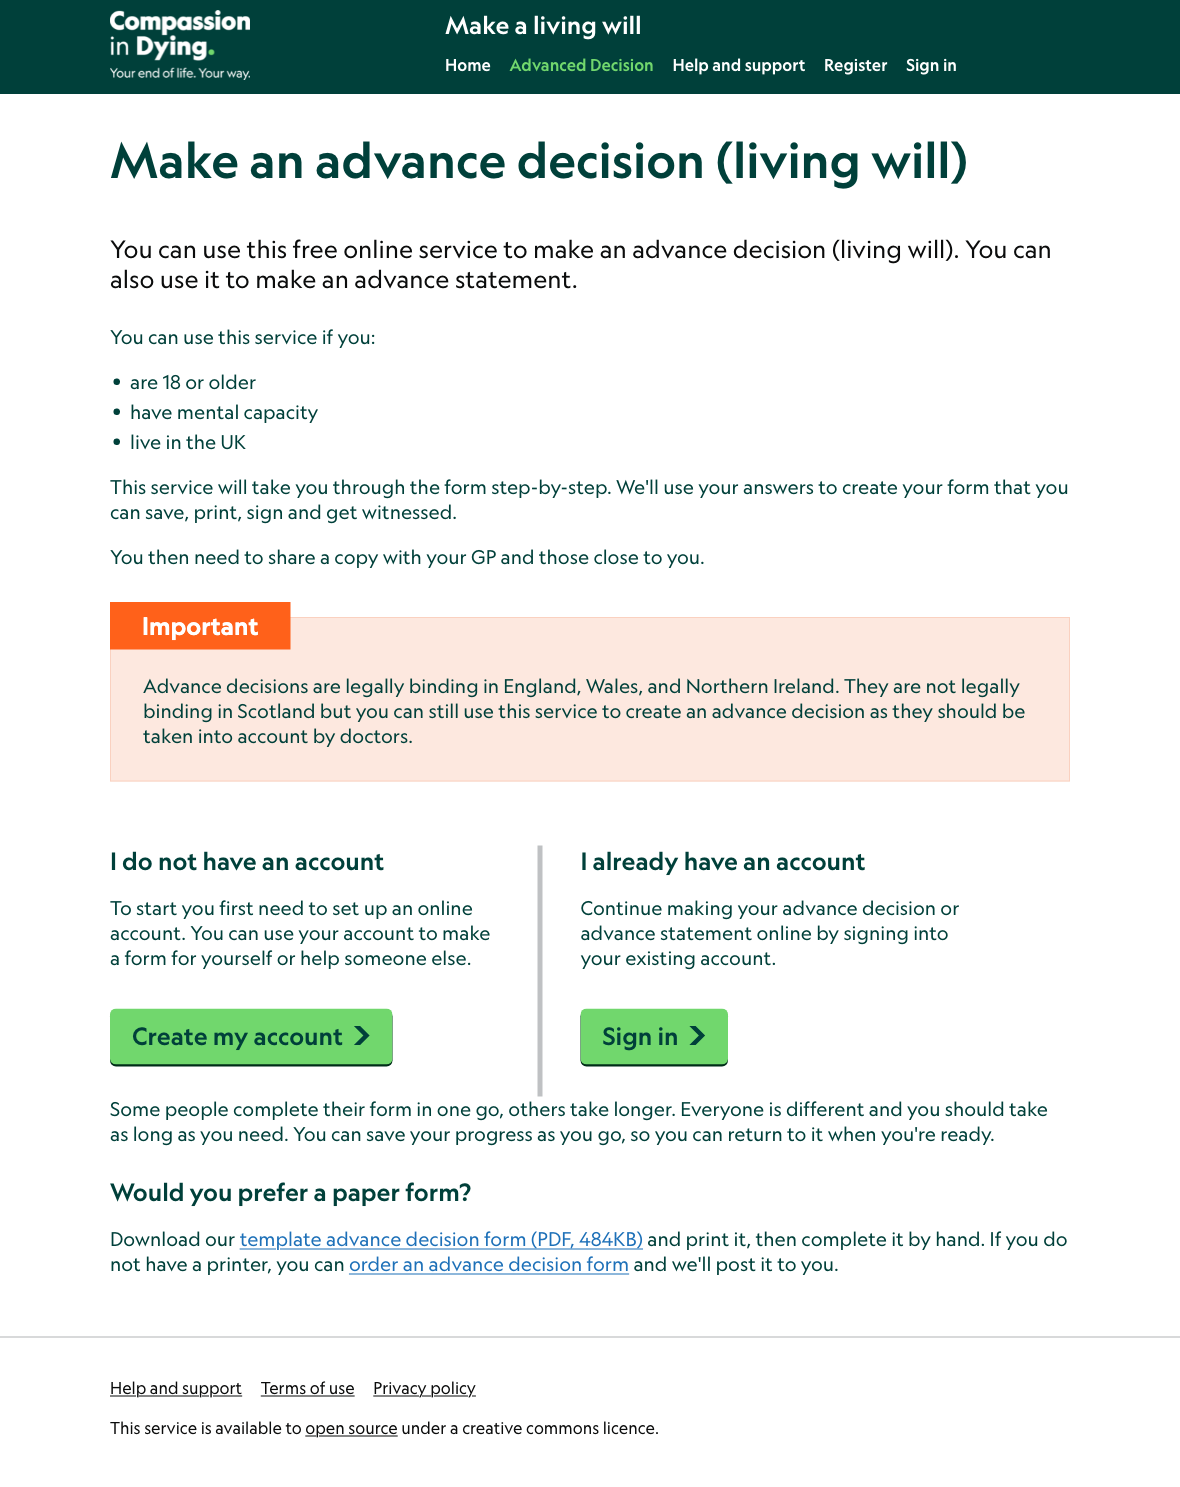 Compassion
in Dying.
Your end of life. Your way.
Make a living will
Home Advanced Decision Help and support Register Sign in
Make an advance decision (living will)
You can use this free online service to make an advance decision (living will). You can
also use it to make an advance statement.
You can use this service if you:
• are 18 or older
• have mental capacity
• live in the UK
This service will take you through the form step-by-step. We'll use your answers to create your form that you
can save, print, sign and get witnessed.
You then need to share a copy with your GP and those close to you.
Important
Advance decisions are legally binding in England, Wales, and Northern Ireland. They are not legally
binding in Scotland but you can still use this service to create an advance decision as they should be
taken into account by doctors.
I do not have an account
To start you first need to set up an online
account. You can use your account to make
a form for yourself or help someone else.
Create my account
I already have an account
Continue making your advance decision or
advance statement online by signing into
your existing account.
Sign in
Some people complete their form in one go, others take longer. Everyone is different and you should take
as long as you need. You can save your progress as you go, so you can return to it when you're ready.
Would you prefer a paper form?
Download our template advance decision form (PDF, 484KB) and print it, then complete it by hand. If you do
not have a printer, you can order an advance decision form and we'll post it to you.
Help and support Terms of use Privacy policy
This service is available to open source under a creative commons licence.